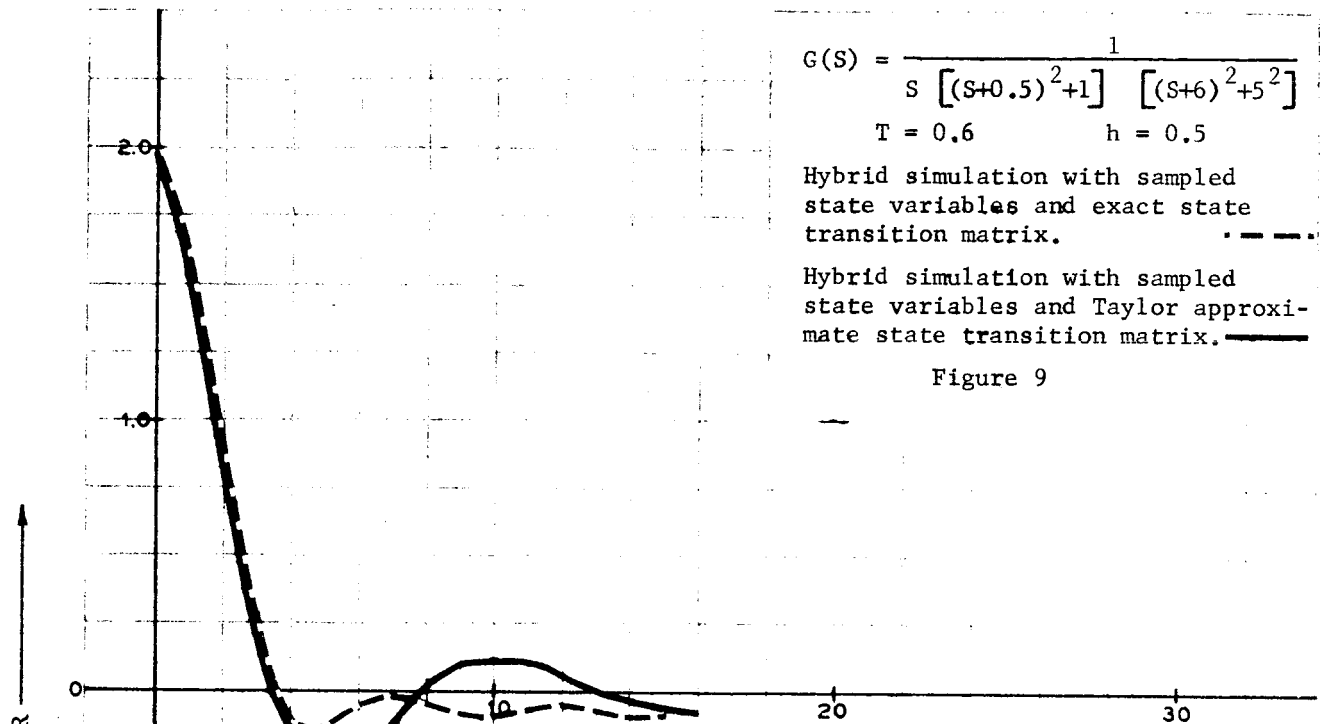 G(S) = 1 / S [(S+0.5)^2+1] [(S+6)^2+5^2]
T = 0.6 h = 0.5
Hybrid simulation with sampled
state variables and exact state
transition matrix.
Hybrid simulation with sampled
state variables and Taylor approxi-
mate state transition matrix.
Figure 9
2.0
1.0
0
10
20
30
R